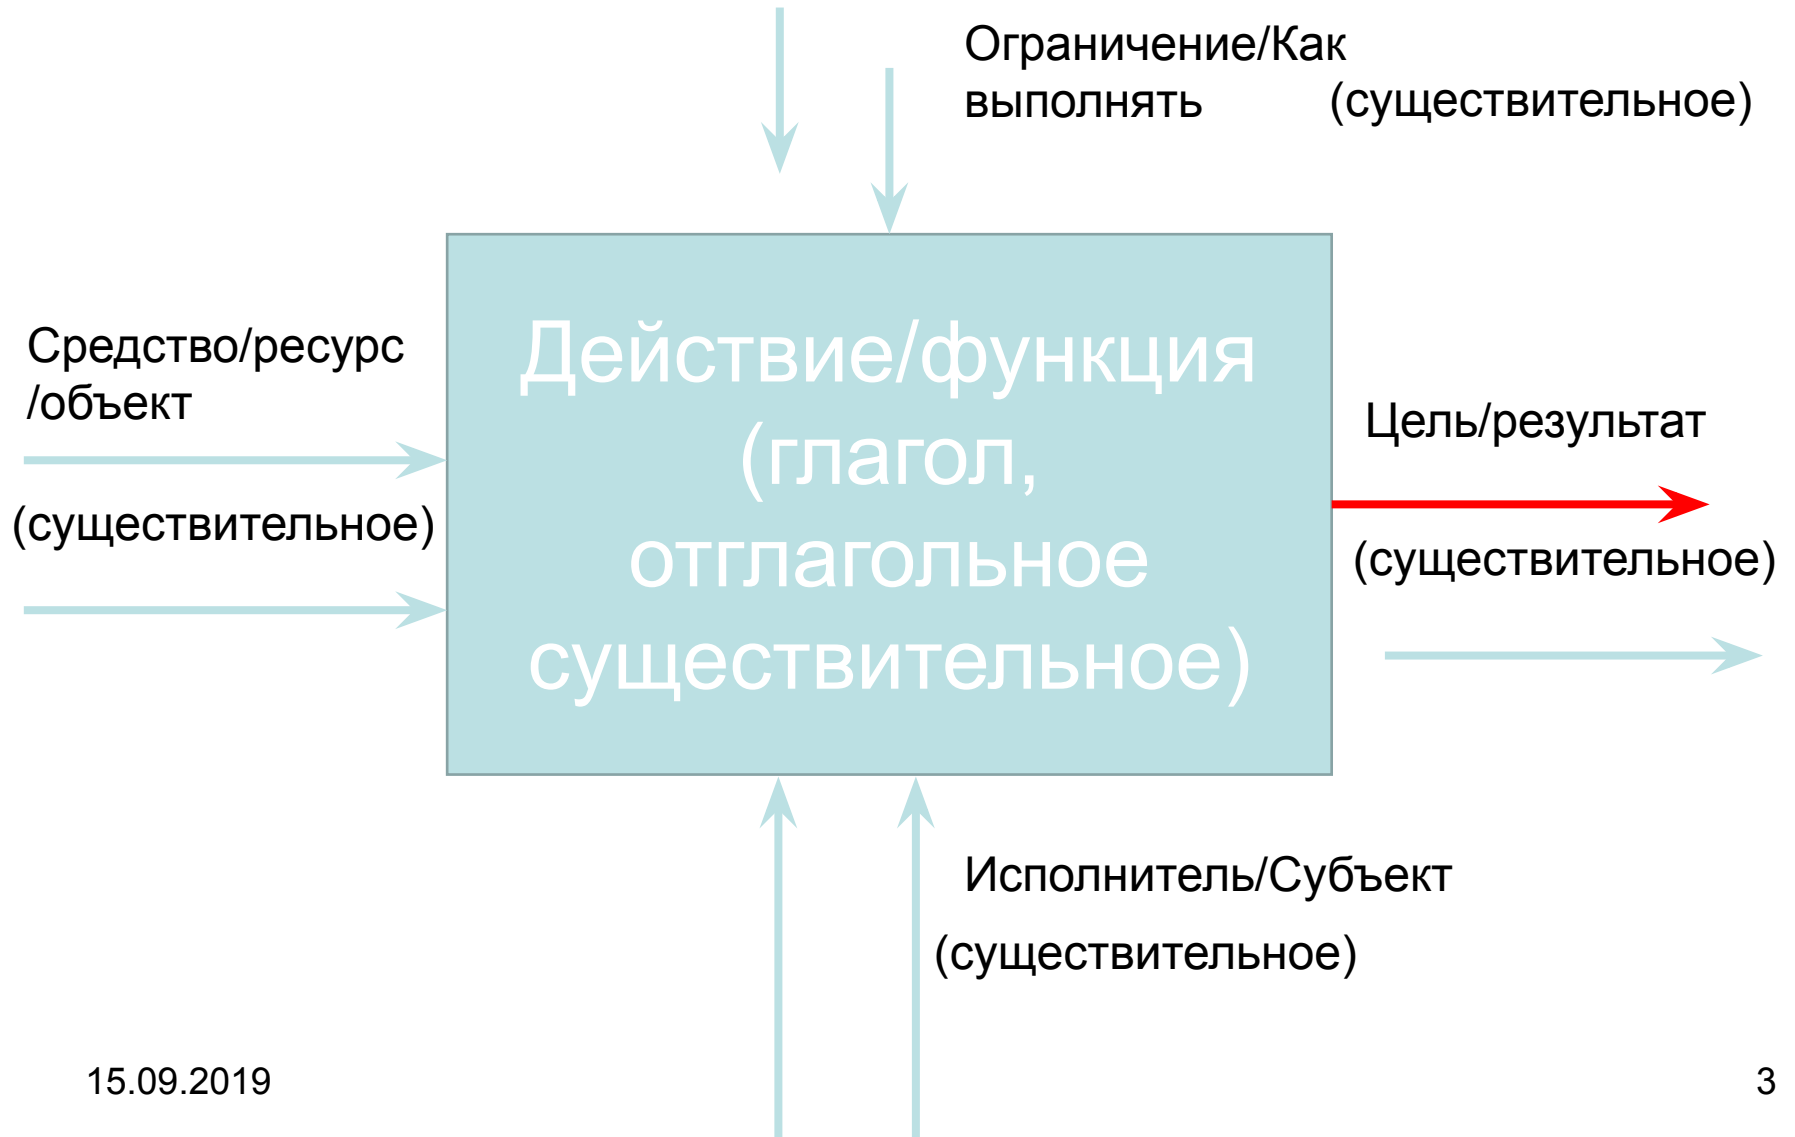 Ограничение/Как
выполнять (существительное)
Средство/ресурс
/объект
(существительное)
Действие/функция
(глагол,
отглагольное
существительное)
Цель/результат
(существительное)
Исполнитель/Субъект
(существительное)
15.09.2019
3